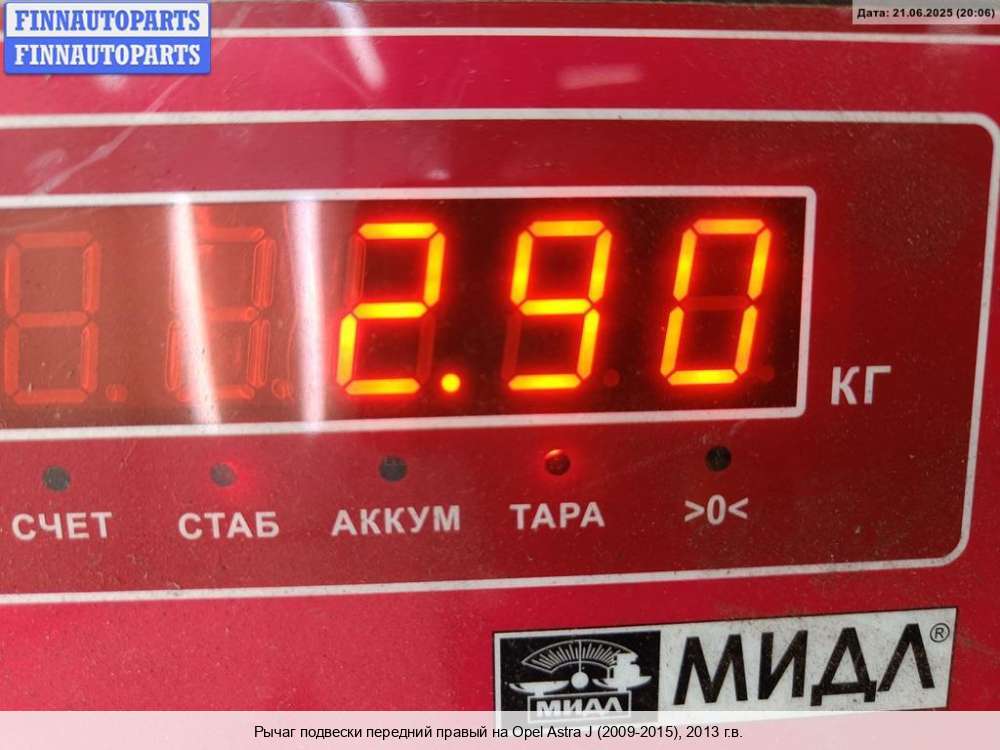 FINNAUTOPARTS
FINNAUTOPARTS
Дата: 21.06.2025 (20:06)
2.90
КГ
СЧЕТ СТАБ АККУМ ТАРА >0<
МИДЛ МИДЛ®
Рычаг подвески передний правый на Opel Astra J (2009-2015), 2013 г.в.